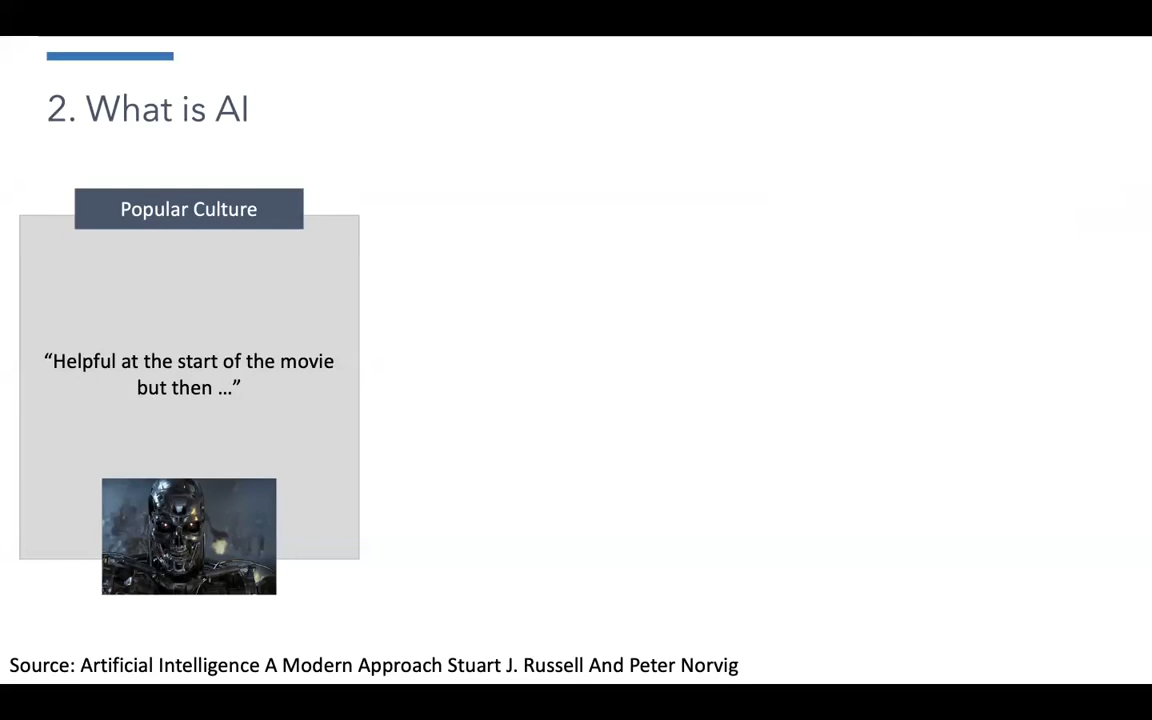 2. What is AI
Popular Culture
“Helpful at the start of the movie
but then ...”
Source: Artificial Intelligence A Modern Approach Stuart J. Russell And Peter Norvig